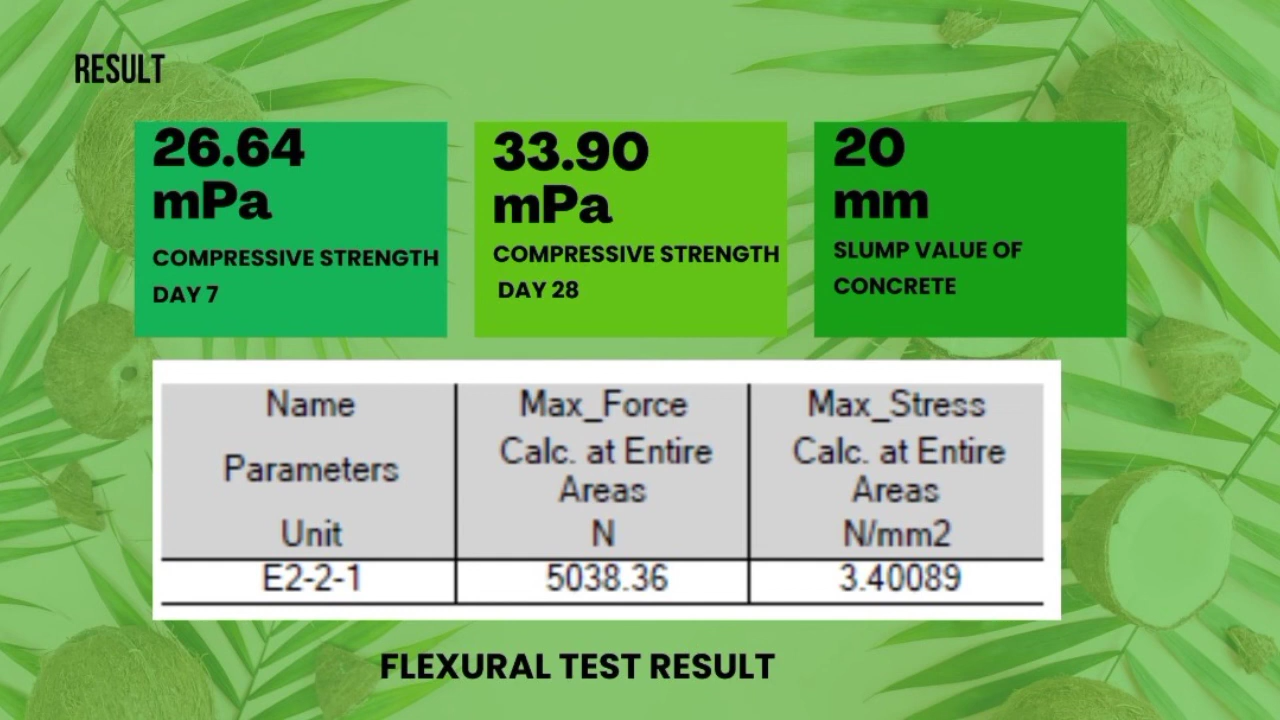 RESULT
26.64
mPa
COMPRESSIVE STRENGTH
DAY 7
33.90
mPa
COMPRESSIVE STRENGTH
DAY 28
20
mm
SLUMP VALUE OF
CONCRETE
Name Max_Force Max_Stress
Parameters Calc. at Entire Areas Calc. at Entire Areas
Unit N N/mm2
E2-2-1 5038.36 3.40089
FLEXURAL TEST RESULT